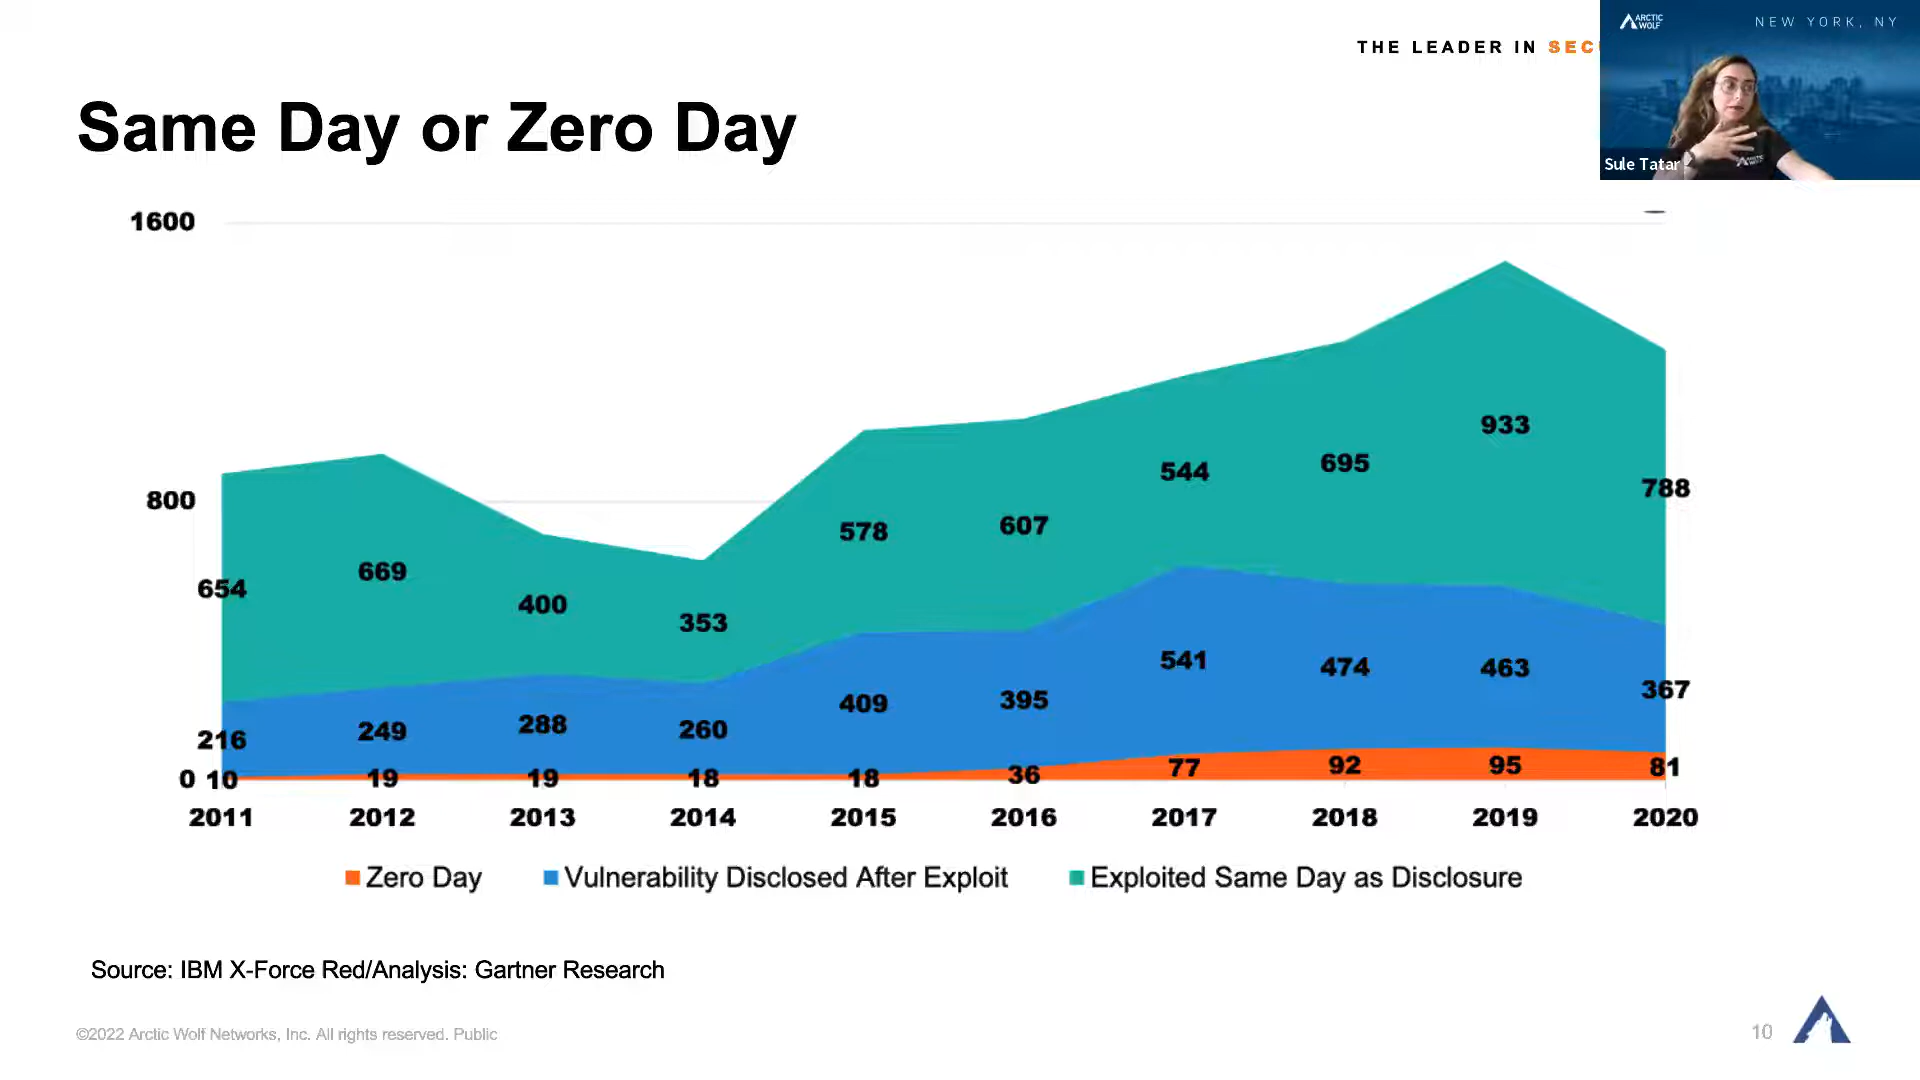 THE LEADER IN SEC
ARCTIC WOLF
NEW YORK, NY
Sule Tatar
ARCTIC WOLF
Same Day or Zero Day
1600
933
544 695
788
800
578 607
654 669 400 353
541 474 463 367
409 395
216 249 288 260
0 10 19 19 18 18 36 77 92 95 81
2011 2012 2013 2014 2015 2016 2017 2018 2019 2020
Zero Day Vulnerability Disclosed After Exploit Exploited Same Day as Disclosure
Source: IBM X-Force Red/Analysis: Gartner Research
©2022 Arctic Wolf Networks, Inc. All rights reserved. Public
10